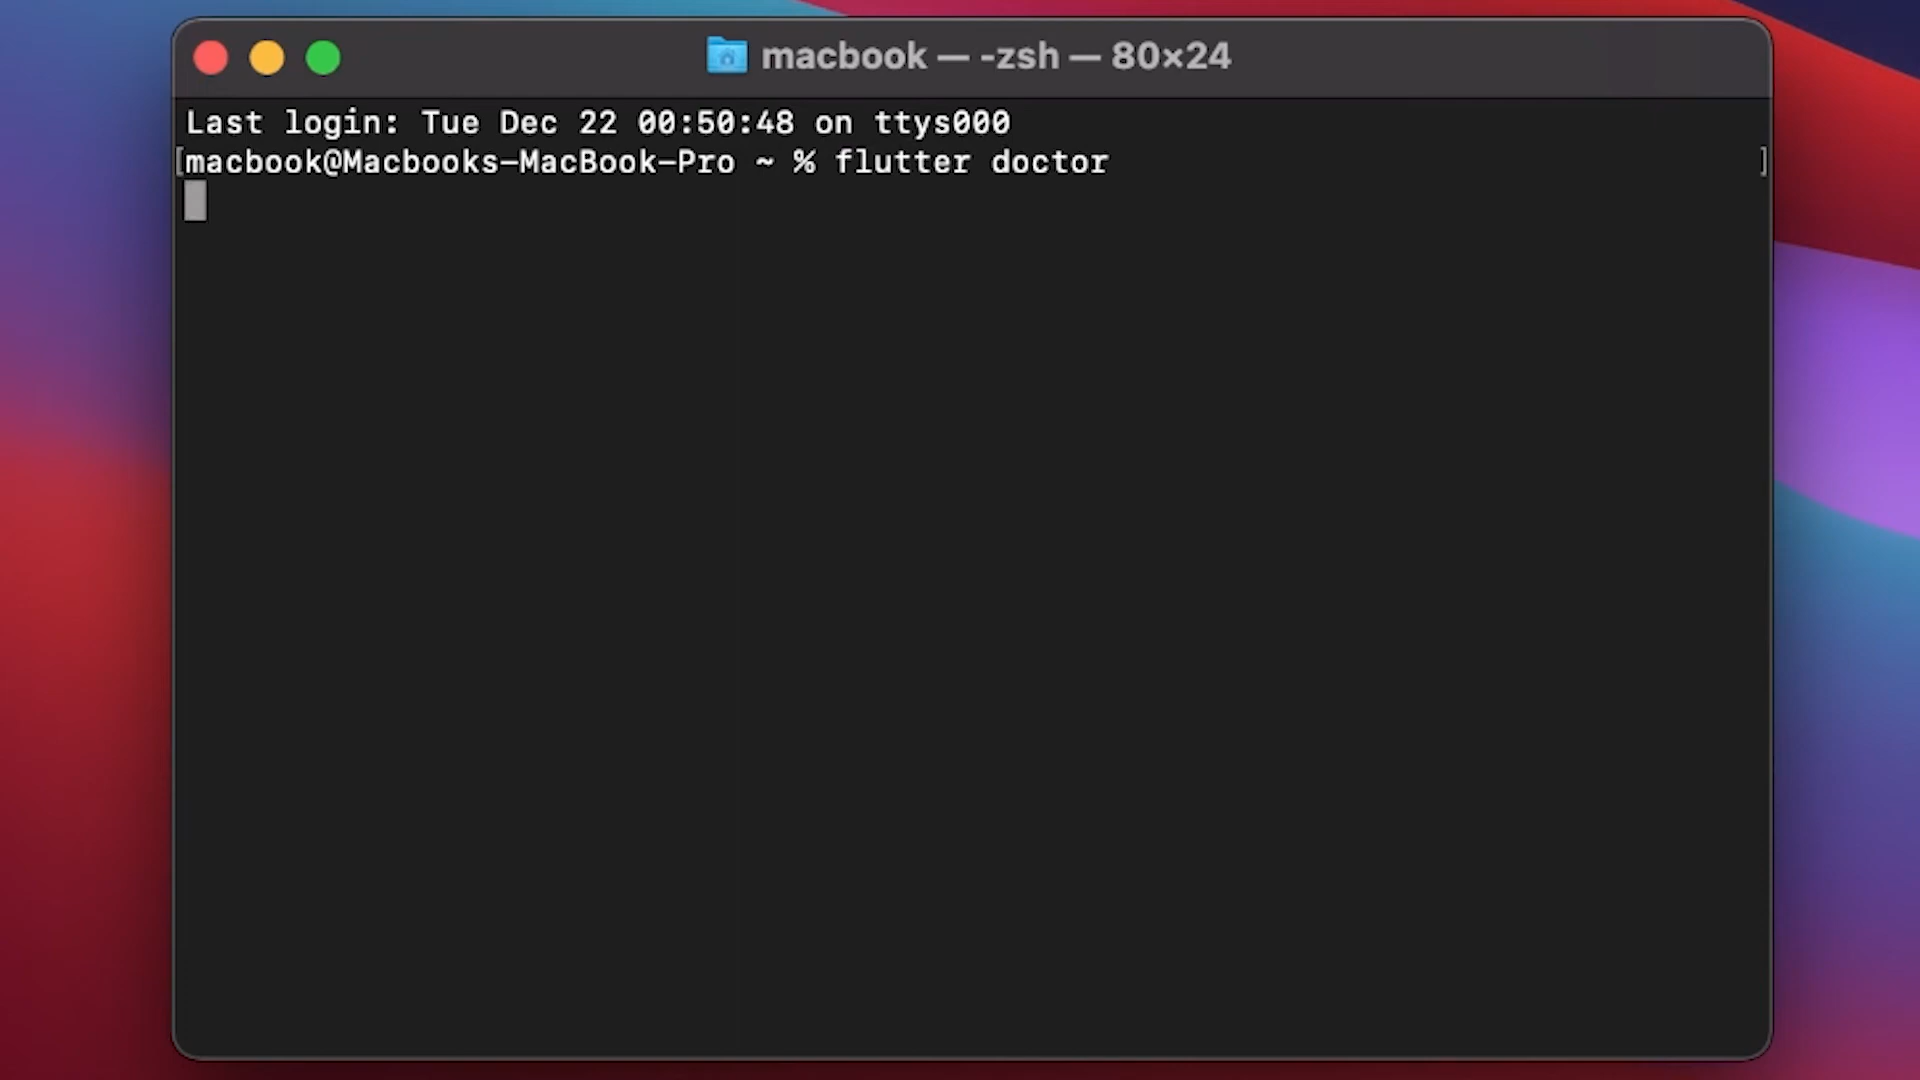 macbook — -zsh — 80×24
Last login: Tue Dec 22 00:50:48 on ttys000
[macbook@Macbooks-MacBook-Pro ~ % flutter doctor ]